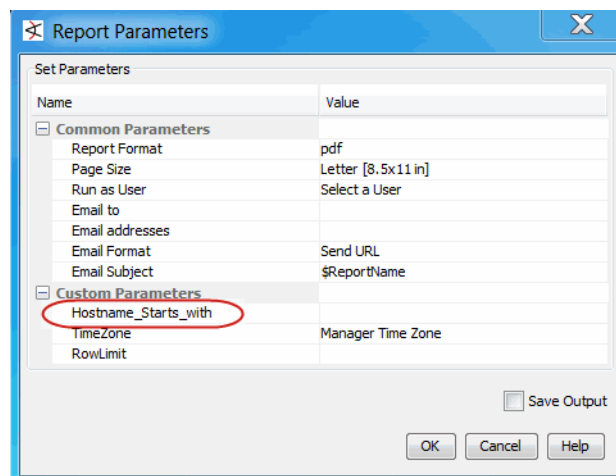 Report Parameters
Set Parameters
Name Value
Common Parameters
Report Format pdf
Page Size Letter [8.5x11 in]
Run as User Select a User
Email to
Email addresses
Email Format Send URL
Email Subject $ReportName
Custom Parameters
Hostname_Starts_with
TimeZone Manager Time Zone
RowLimit
Save Output
OK Cancel Help